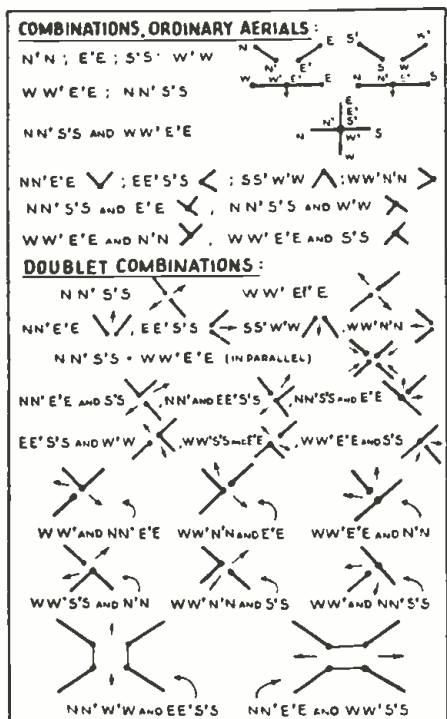 COMBINATIONS, ORDINARY AERIALS:
N'N ; E'E ; S'S · W'W
N E S' W'
N' E' S W
W W' E' E N N' S' S
WW'E'E ; NN'S'S
E
E'
S'
N N' W' S
W
NN'S'S AND WW'E'E
NN'E'E ; EE'S'S ; SS'W'W ; WW'N'N
NN'S'S AND E'E , NN'S'S AND W'W
WW'E'E AND N'N , WW'E'E AND S'S
DOUBLET COMBINATIONS:
NN'S'S WW'E'E
NN'E'E , EE'S'S SS'W'W , WW'N'N
NN'S'S · WW'E'E (IN PARALLEL)
NN'E'E AND S'S , NN' AND EE'S'S , NN'S'S AND E'E
EE'S'S AND W'W , WW'S'S AND E'E , WW'E'E AND S'S
WW' AND NN'E'E WW'N'N AND E'E WW'E'E AND N'N
WW'S'S AND N'N WW'N'N AND S'S WW' AND NN'S'S
NN'W'W AND EE'S'S NN'E'E AND WW'S'S